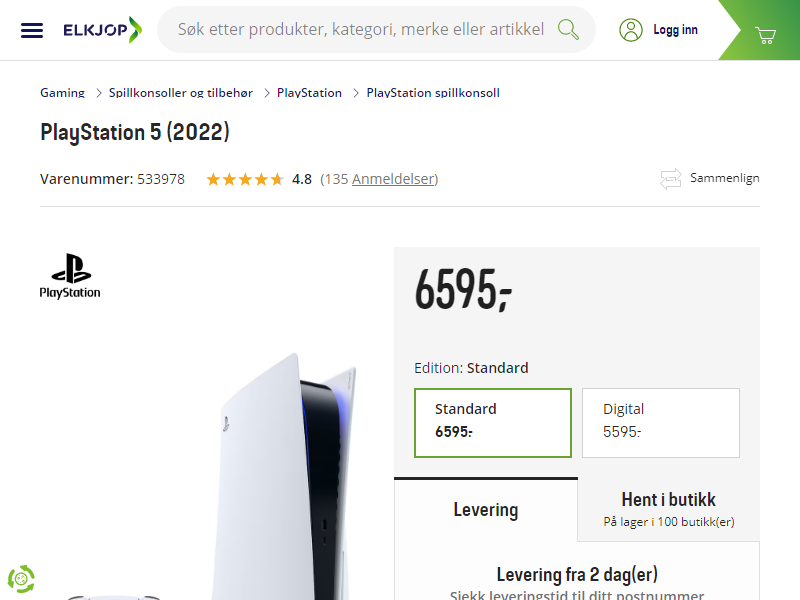 ELKJOP
Søk etter produkter, kategori, merke eller artikkel
Logg inn
Gaming > Spillkonsoller og tilbehør > PlayStation > PlayStation spillkonsoll
PlayStation 5 (2022)
Varenummer: 533978 4.8 (135 Anmeldelser)
Sammenlign
PlayStation
6595,-
Edition: Standard
Standard
6595.-
Digital
5595.-
Levering
Hent i butikk
På lager i 100 butikk(er)
Levering fra 2 dag(er)
Sjekk leveringstid til ditt postnummer